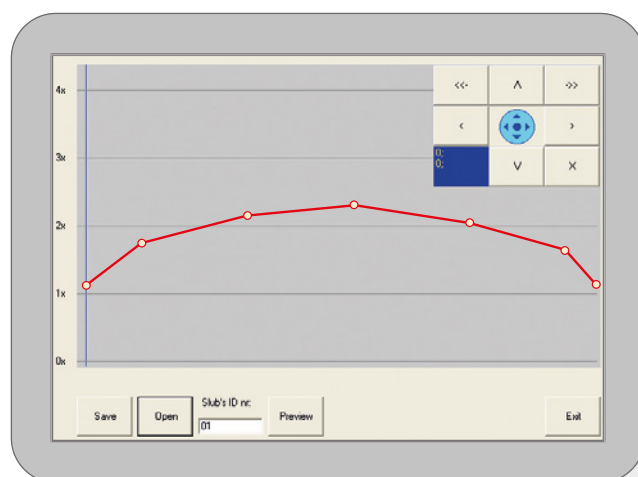 4x
3x
2x
1x
0x
<<- ʌ ->>
< >
0;
0;
v x
Save
Open
Slub's ID nr:
01
Preview
Exit